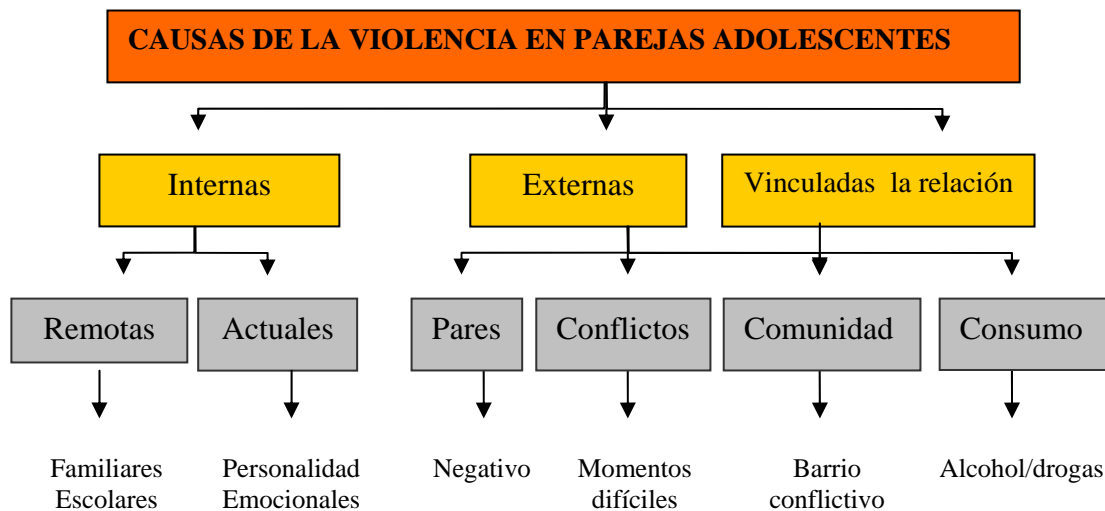 CAUSAS DE LA VIOLENCIA EN PAREJAS ADOLESCENTES
Internas
Externas
Vinculadas la relación
Remotas
Actuales
Pares
Conflictos
Comunidad
Consumo
Familiares
Escolares
Personalidad
Emocionales
Negativo
Momentos
difíciles
Barrio
conflictivo
Alcohol/drogas